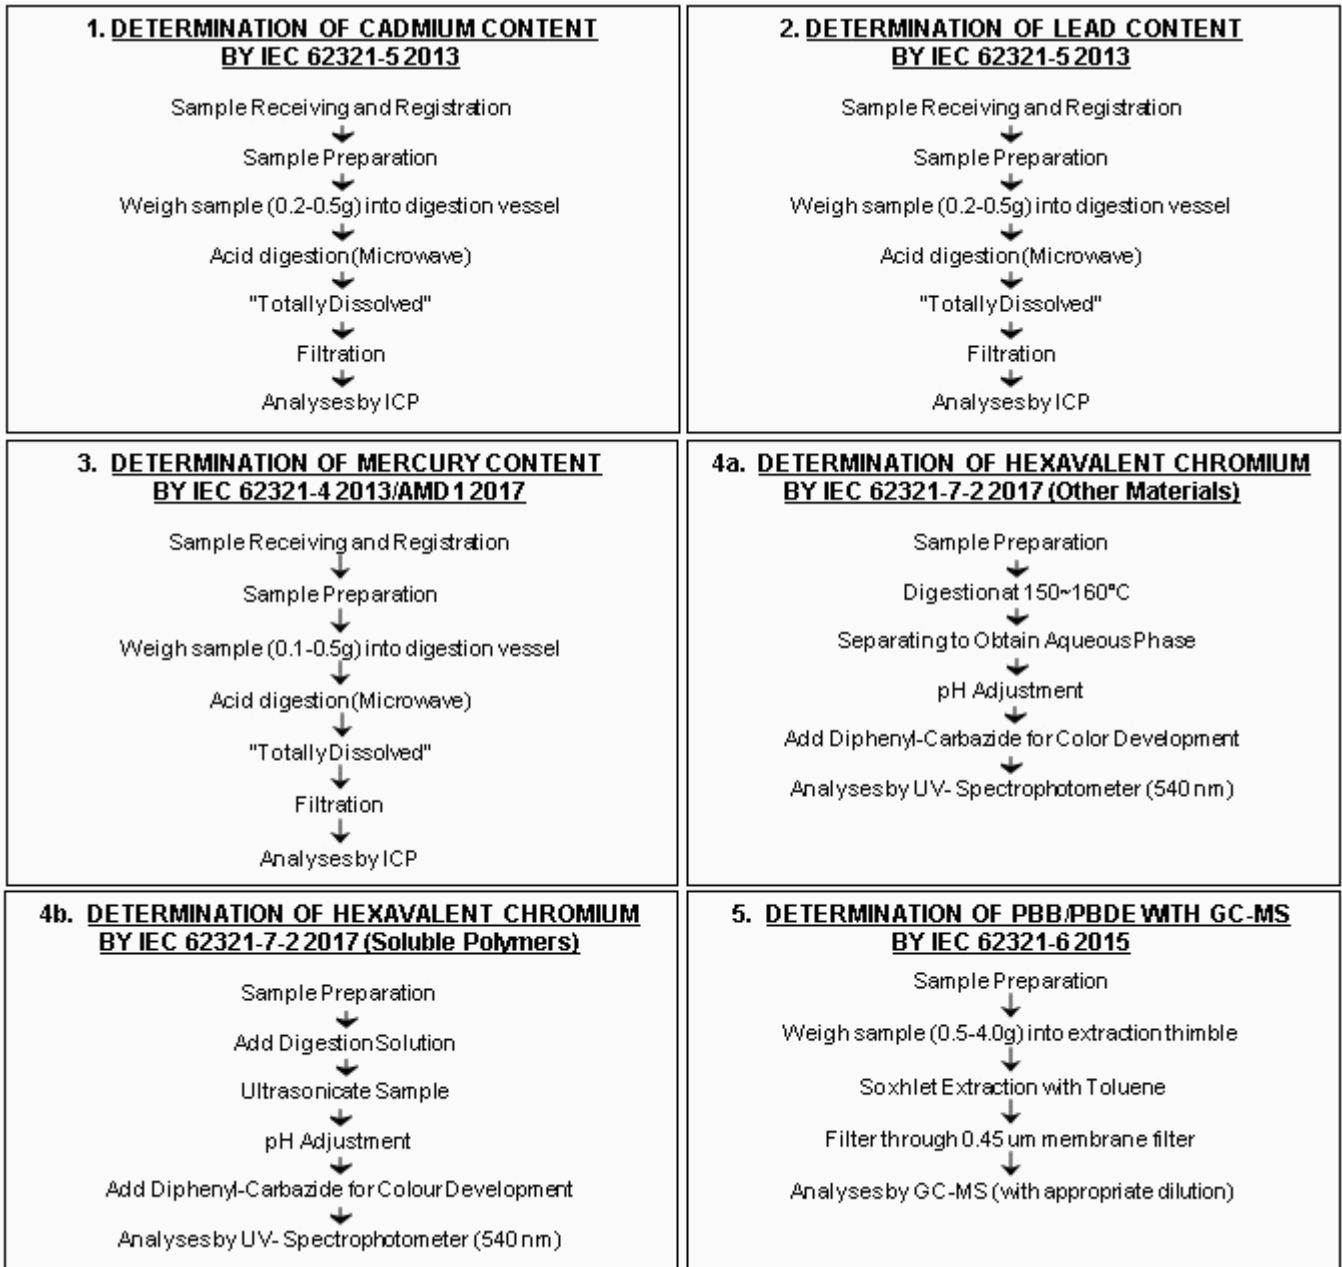 1. DETERMINATION OF CADMIUM CONTENT
BY IEC 62321-5 2013
Sample Receiving and Registration
Sample Preparation
Weigh sample (0.2-0.5g) into digestion vessel
Acid digestion (Microwave)
"Totally Dissolved"
Filtration
Analyses by ICP
2. DETERMINATION OF LEAD CONTENT
BY IEC 62321-5 2013
Sample Receiving and Registration
Sample Preparation
Weigh sample (0.2-0.5g) into digestion vessel
Acid digestion (Microwave)
"Totally Dissolved"
Filtration
Analyses by ICP
3. DETERMINATION OF MERCURY CONTENT
BY IEC 62321-4 2013/AMD1 2017
Sample Receiving and Registration
Sample Preparation
Weigh sample (0.1-0.5g) into digestion vessel
Acid digestion (Microwave)
"Totally Dissolved"
Filtration
Analyses by ICP
4a. DETERMINATION OF HEXAVALENT CHROMIUM
BY IEC 62321-7-2 2017 (Other Materials)
Sample Preparation
Digestion at 150~160°C
Separating to Obtain Aqueous Phase
pH Adjustment
Add Diphenyl-Carbazide for Color Development
Analyses by UV- Spectrophotometer (540 nm)
4b. DETERMINATION OF HEXAVALENT CHROMIUM
BY IEC 62321-7-2 2017 (Soluble Polymers)
Sample Preparation
Add Digestion Solution
Ultrasonicate Sample
pH Adjustment
Add Diphenyl-Carbazide for Colour Development
Analyses by UV- Spectrophotometer (540 nm)
5. DETERMINATION OF PBB/PBDE WITH GC-MS
BY IEC 62321-6 2015
Sample Preparation
Weigh sample (0.5-4.0g) into extraction thimble
Soxhlet Extraction with Toluene
Filter through 0.45 um membrane filter
Analyses by GC-MS (with appropriate dilution)